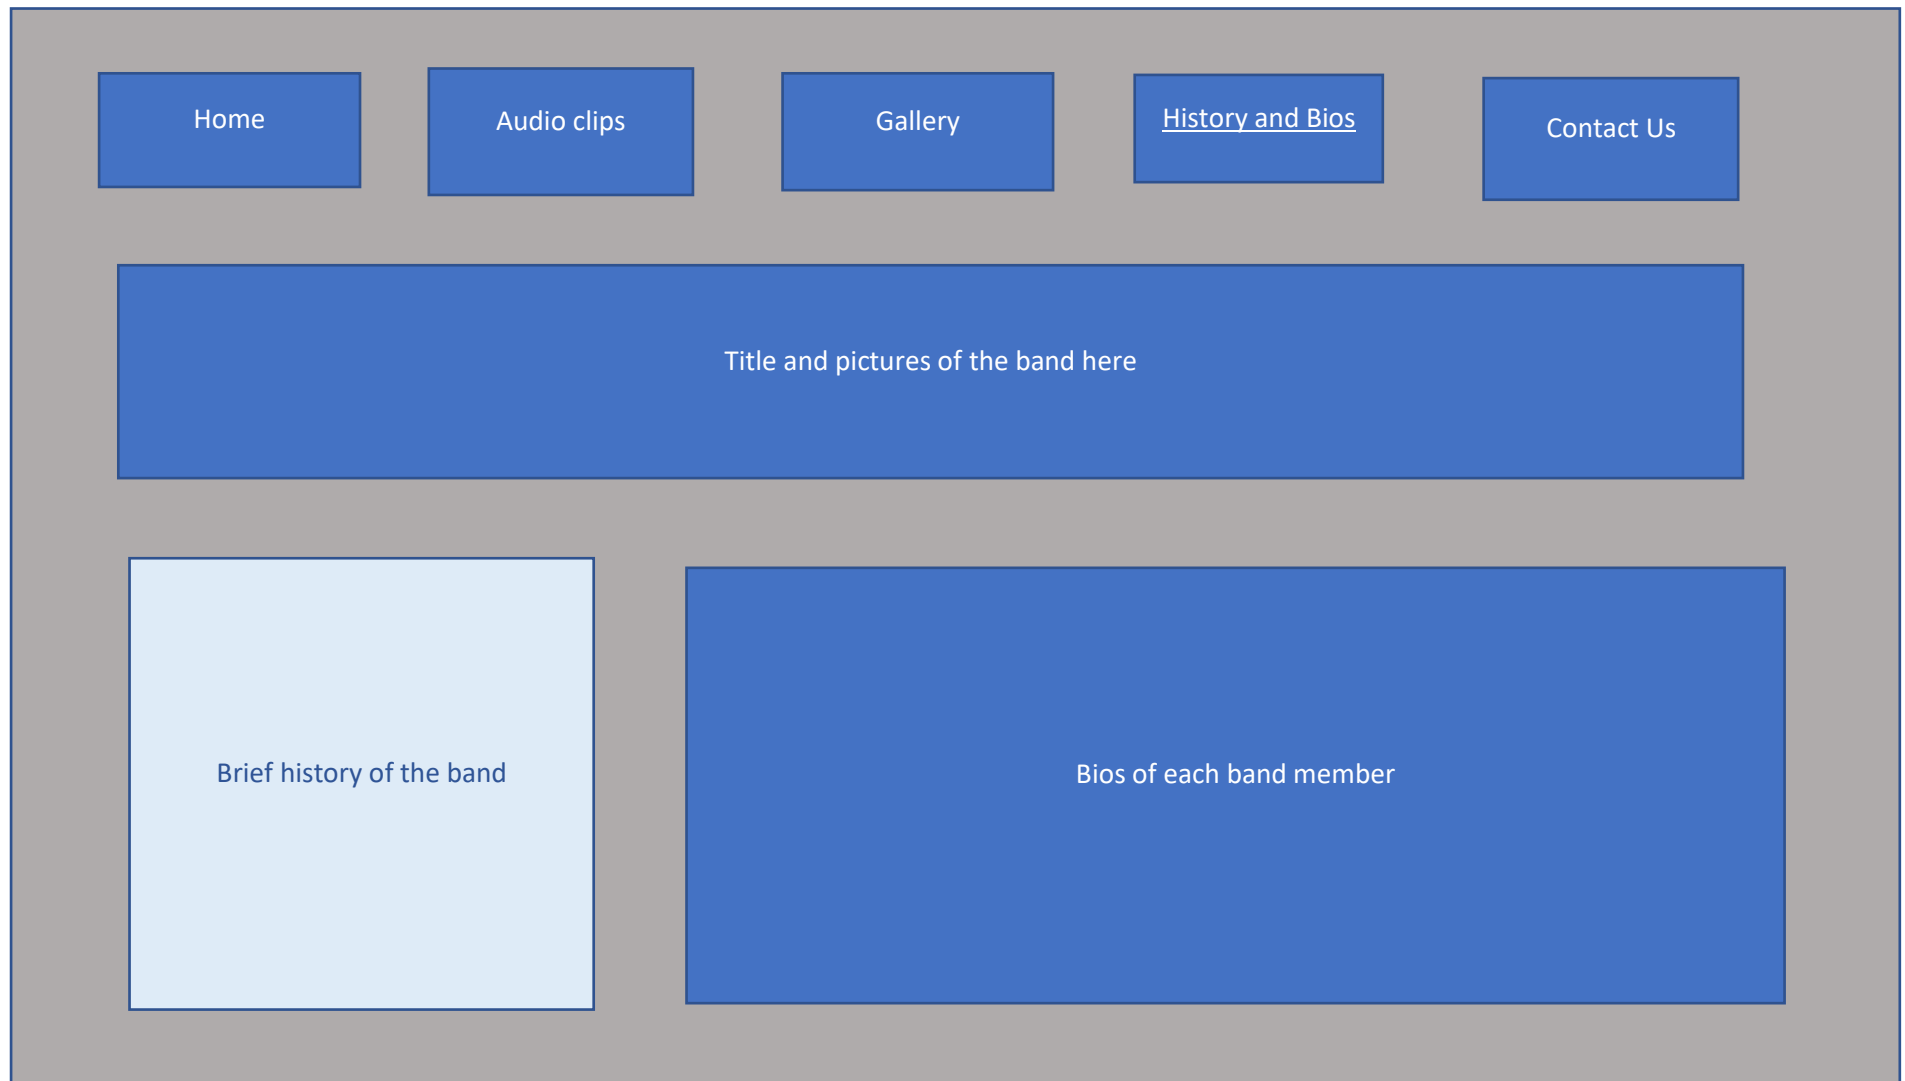 Home
Audio clips
Gallery
History and Bios
Contact Us
Title and pictures of the band here
Brief history of the band
Bios of each band member